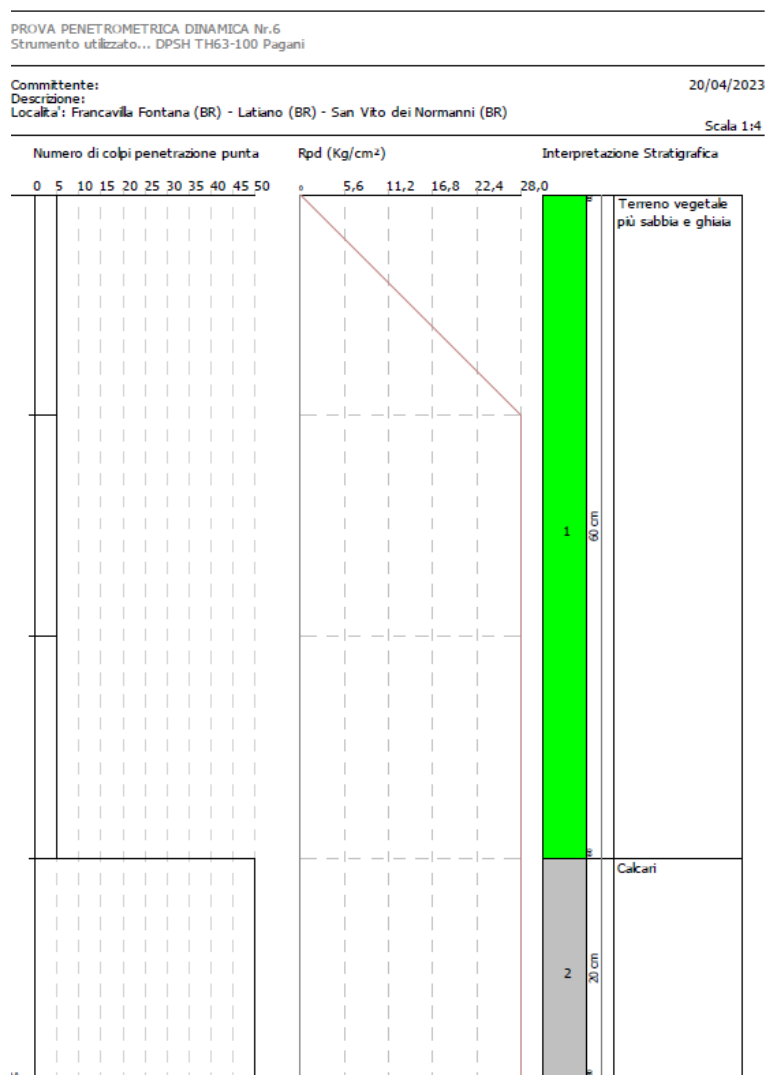 PROVA PENETROMETRICA DINAMICA Nr.6
Strumento utilizzato... DPSH TH63-100 Pagani
Committente: 20/04/2023
Descrizione:
Localita': Francavilla Fontana (BR) - Latiano (BR) - San Vito dei Normanni (BR)
Scala 1:4
Numero di colpi penetrazione punta Rpd (Kg/cm²) Interpretazione Stratigrafica
0 5 10 15 20 25 30 35 40 45 50 0 5,6 11,2 16,8 22,4 28,0
Terreno vegetale
più sabbia e ghiaia
1 60 cm
Calcari
2 20 cm